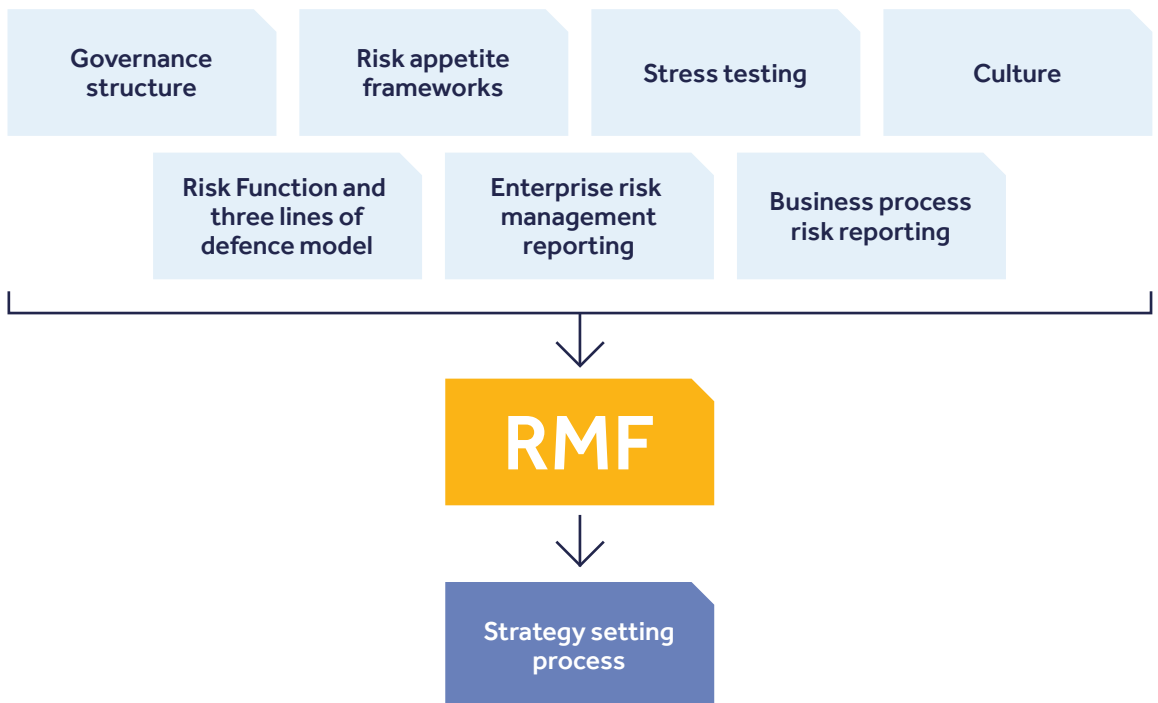 Governance
structure
Risk appetite
frameworks
Stress testing
Culture
Risk Function and
three lines of
defence model
Enterprise risk
management
reporting
Business process
risk reporting
RMF
Strategy setting
process